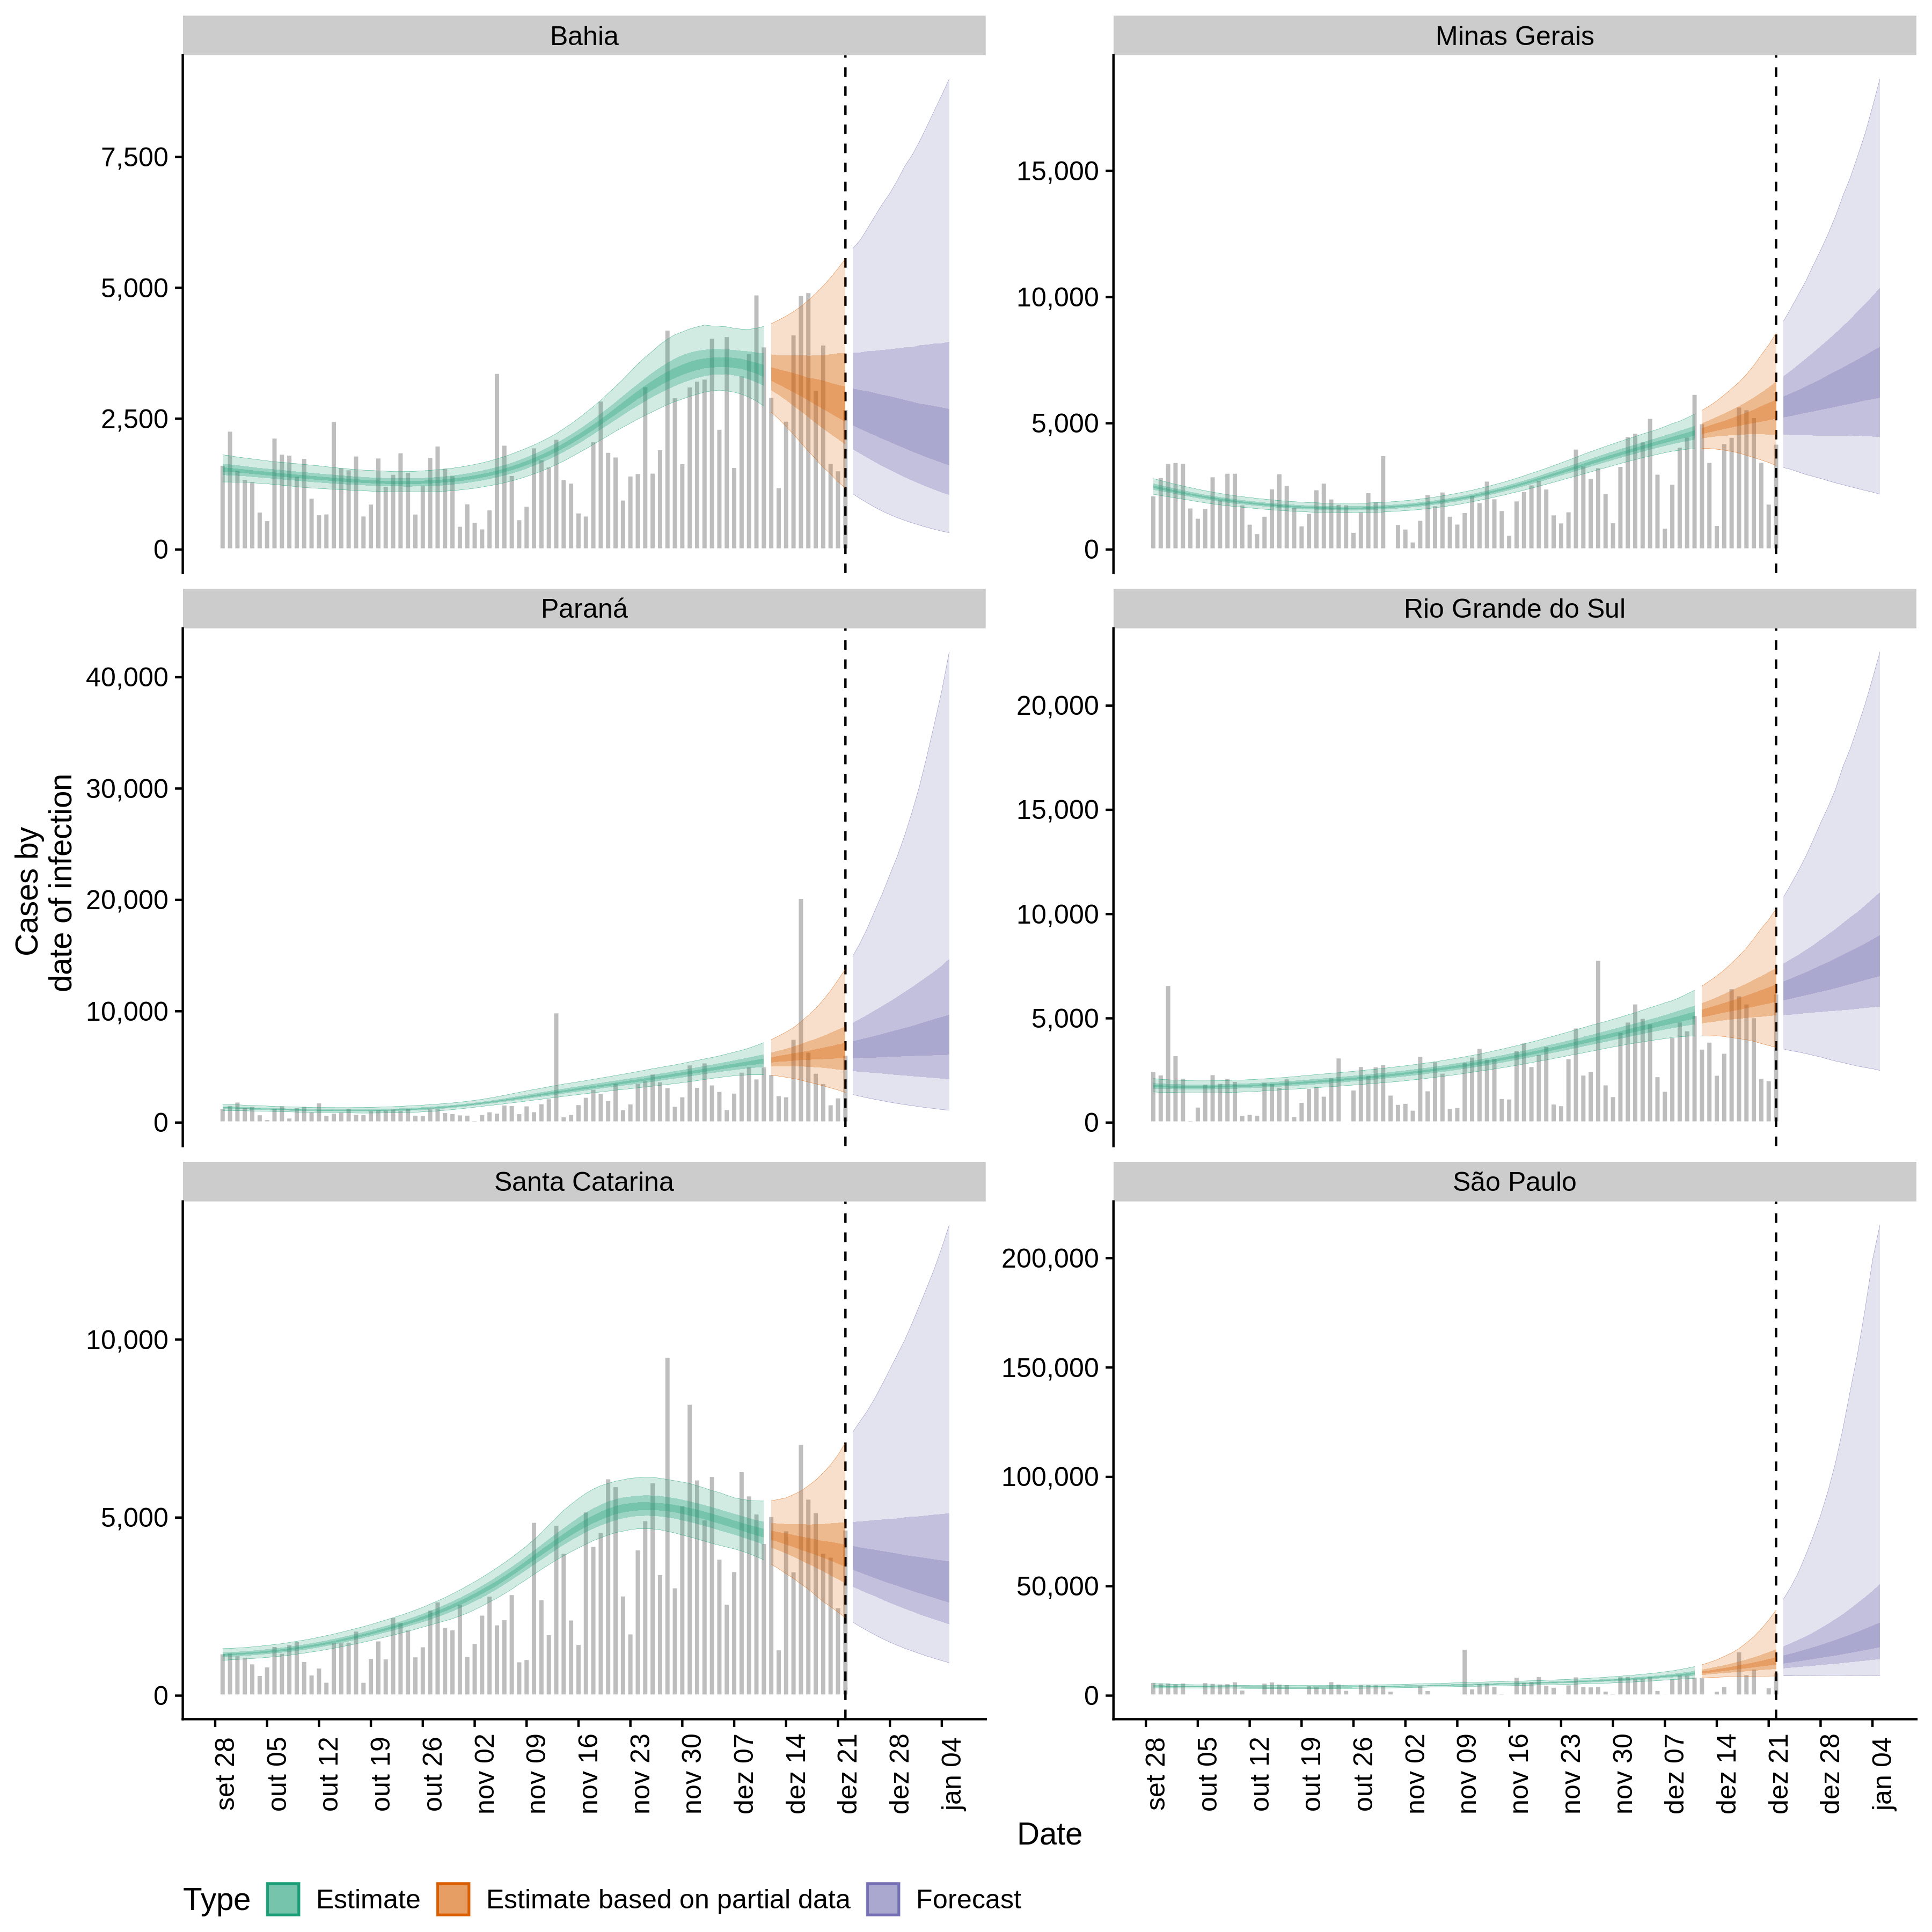 Bahia
Minas Gerais
7,500
5,000
2,500
0
15,000
10,000
5,000
0
Paraná
Rio Grande do Sul
40,000
30,000
20,000
10,000
0
20,000
15,000
10,000
5,000
0
Cases by
date of infection
Santa Catarina
São Paulo
10,000
5,000
0
200,000
150,000
100,000
50,000
0
set 28
out 05
out 12
out 19
out 26
nov 02
nov 09
nov 16
nov 23
nov 30
dez 07
dez 14
dez 21
dez 28
jan 04
set 28
out 05
out 12
out 19
out 26
nov 02
nov 09
nov 16
nov 23
nov 30
dez 07
dez 14
dez 21
dez 28
jan 04
Date
Type Estimate Estimate based on partial data Forecast